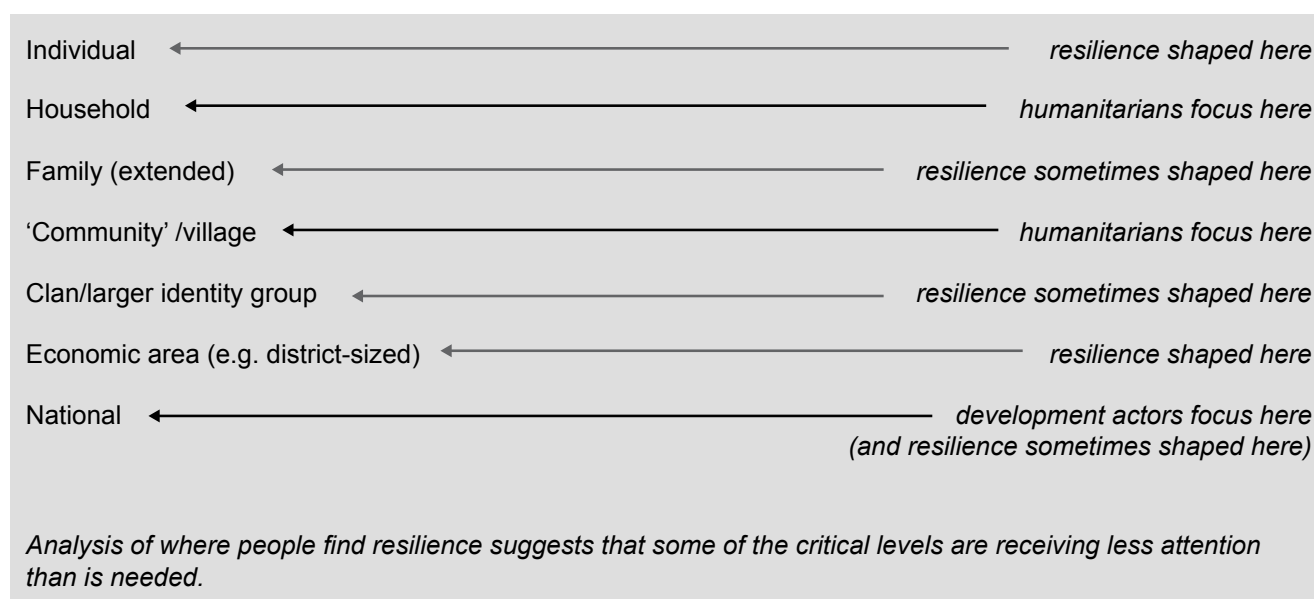 Individual resilience shaped here
Household humanitarians focus here
Family (extended) resilience sometimes shaped here
‘Community’ /village humanitarians focus here
Clan/larger identity group resilience sometimes shaped here
Economic area (e.g. district-sized) resilience shaped here
National development actors focus here
(and resilience sometimes shaped here)
Analysis of where people find resilience suggests that some of the critical levels are receiving less attention
than is needed.